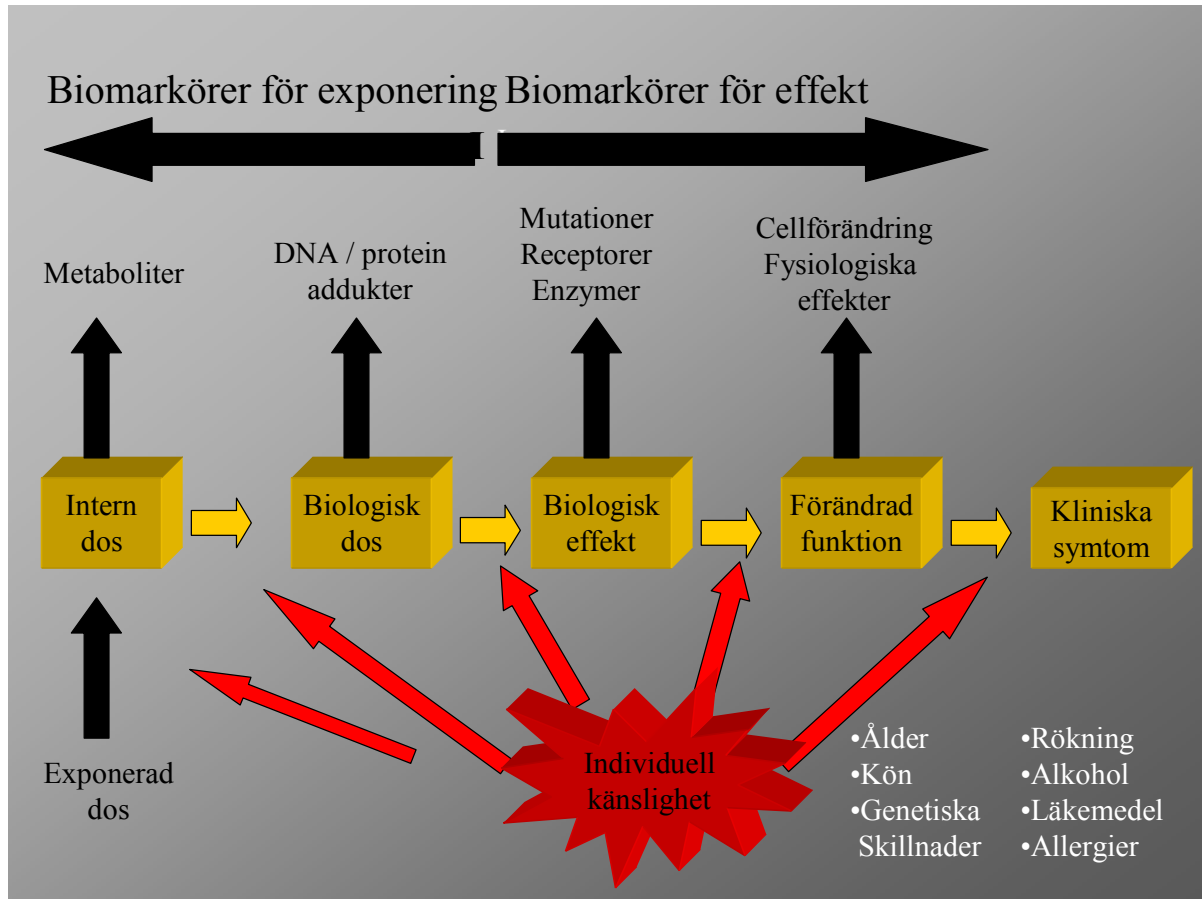 Biomarkörer för exponering Biomarkörer för effekt
Metaboliter
DNA / protein
addukter
Mutationer
Receptorer
Enzymer
Cellförändring
Fysiologiska
effekter
Intern
dos
Biologisk
dos
Biologisk
effekt
Förändrad
funktion
Kliniska
symtom
Exponerad
dos
Individuell
känslighet
•Ålder
•Kön
•Genetiska
Skillnader
•Rökning
•Alkohol
•Läkemedel
•Allergier